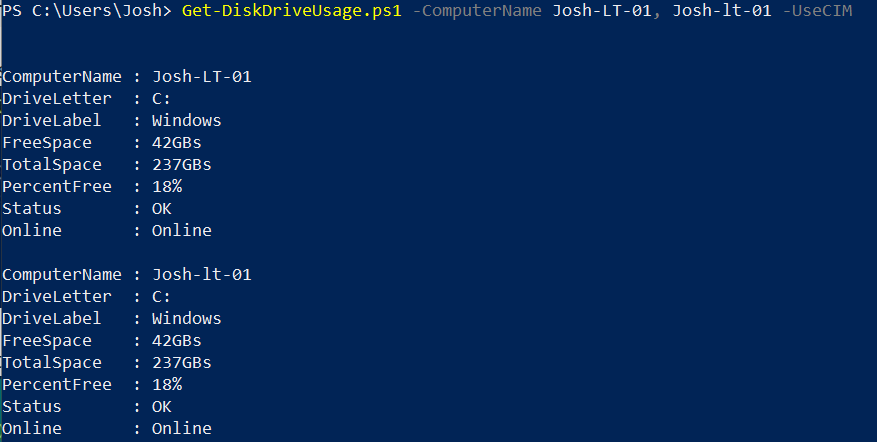 PS C:\Users\Josh> Get-DiskDriveUsage.ps1 -ComputerName Josh-LT-01, Josh-lt-01 -UseCIM
ComputerName : Josh-LT-01
DriveLetter  : C:
DriveLabel   : Windows
FreeSpace    : 42GBs
TotalSpace   : 237GBs
PercentFree  : 18%
Status       : OK
Online       : Online
ComputerName : Josh-lt-01
DriveLetter  : C:
DriveLabel   : Windows
FreeSpace    : 42GBs
TotalSpace   : 237GBs
PercentFree  : 18%
Status       : OK
Online       : Online